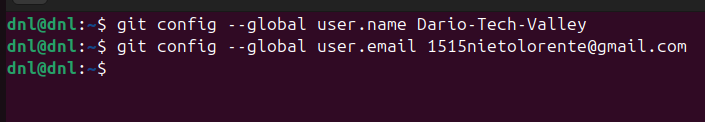 dnl@dnl:~$ git config --global user.name Dario-Tech-Valley
dnl@dnl:~$ git config --global user.email 1515nietolorente@gmail.com
dnl@dnl:~$